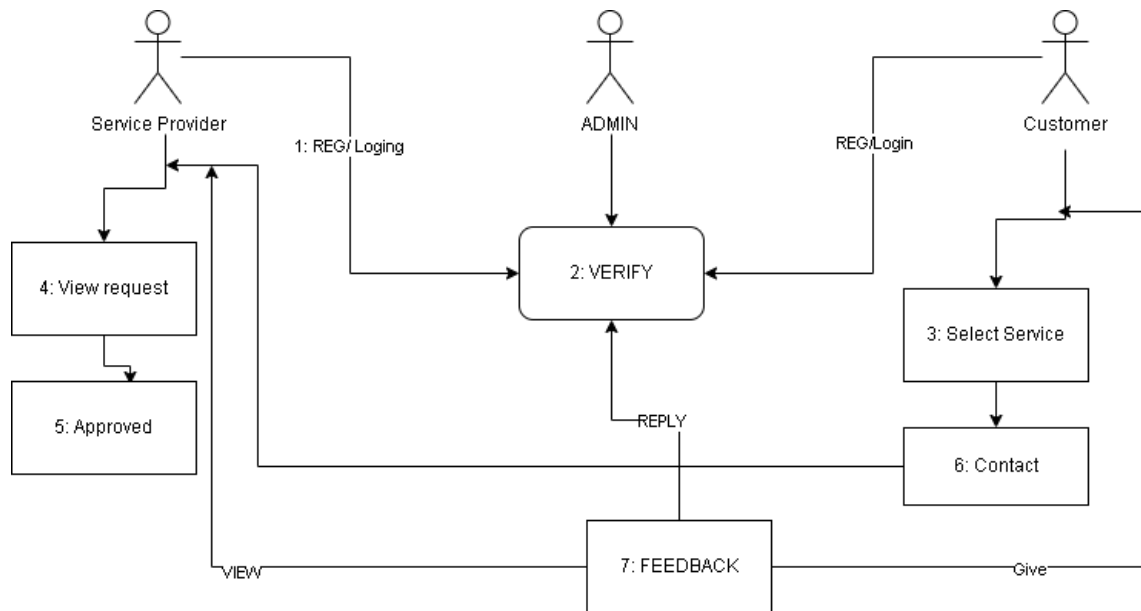 Service Provider
ADMIN
Customer
1: REG/ Loging
REG/Login
2: VERIFY
4: View request
3: Select Service
5: Approved
REPLY
6: Contact
7: FEEDBACK
VIEW
Give